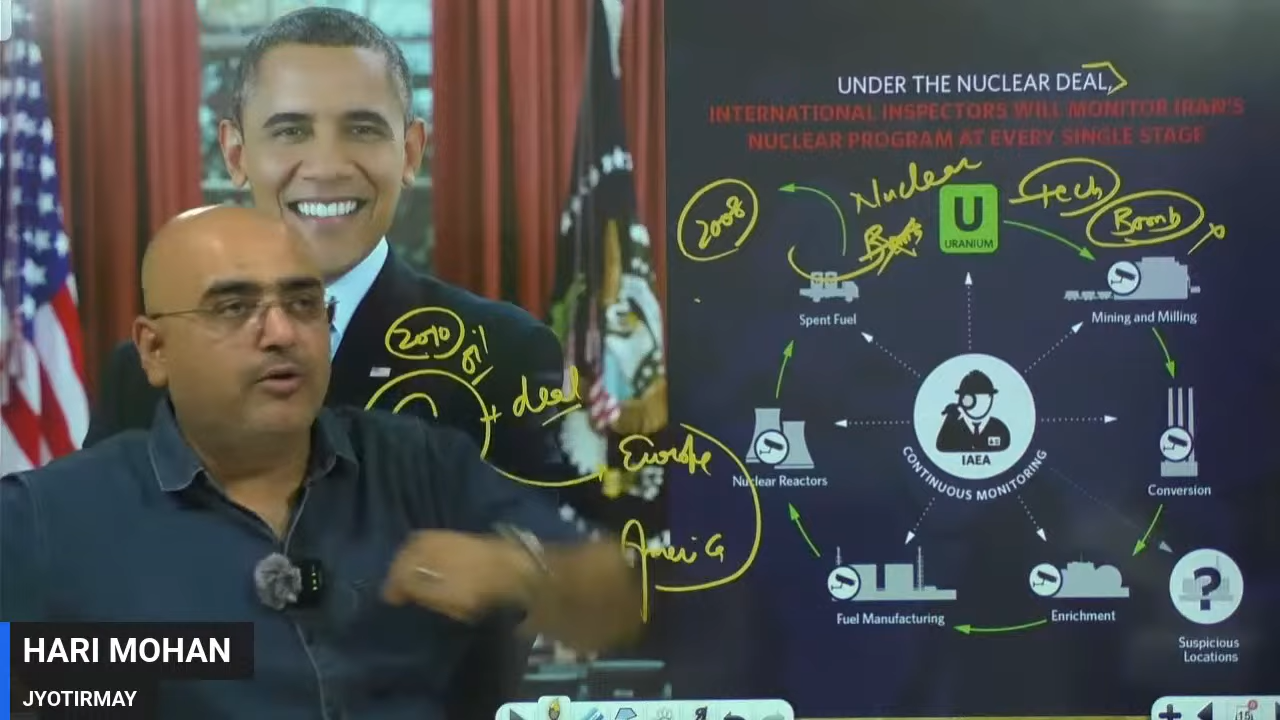 UNDER THE NUCLEAR DEAL,
INTERNATIONAL INSPECTORS WILL MONITOR IRAN'S
NUCLEAR PROGRAM AT EVERY SINGLE STAGE
2008
Nuclear
Tech
Bomb
U
URANIUM
Spent Fuel
Mining and Milling
2010
oil
+ deal
Europe
America
Nuclear Reactors
IAEA
CONTINUOUS MONITORING
Conversion
Fuel Manufacturing
Enrichment
?
Suspicious
Locations
HARI MOHAN
JYOTIRMAY